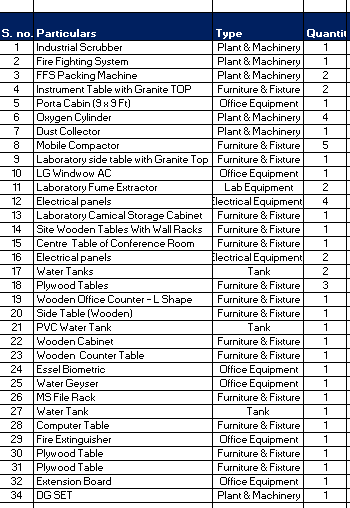 S. no. Particulars Type Quantit
1 Industrial Scrubber Plant & Machinery 1
2 Fire Fighting System Plant & Machinery 1
3 FFS Packing Machine Plant & Machinery 2
4 Instrument Table with Granite TOP Furniture & Fixture 2
5 Porta Cabin (9 x 9 Ft) Office Equipment 1
6 Oxygen Cylinder Plant & Machinery 4
7 Dust Collector Plant & Machinery 1
8 Mobile Compactor Furniture & Fixture 5
9 Laboratory side table with Granite Top Furniture & Fixture 1
10 LG Windwow AC Office Equipment 1
11 Laboratory Fume Extractor Lab Equipment 2
12 Electrical panels Electrical Equipment 4
13 Laboratory Camical Storage Cabinet Furniture & Fixture 1
14 Site Wooden Tables With Wall Racks Furniture & Fixture 1
15 Centre Table of Conference Room Furniture & Fixture 1
16 Electrical panels Electrical Equipment 2
17 Water Tanks Tank 2
18 Plywood Tables Furniture & Fixture 3
19 Wooden Office Counter - L Shape Furniture & Fixture 1
20 Side Table (Wooden) Furniture & Fixture 1
21 PVC Water Tank Tank 1
22 Wooden Cabinet Furniture & Fixture 1
23 Wooden Counter Table Furniture & Fixture 1
24 Essel Biometric Office Equipment 1
25 Water Geyser Office Equipment 1
26 MS File Rack Furniture & Fixture 1
27 Water Tank Tank 1
28 Computer Table Furniture & Fixture 1
29 Fire Extinguisher Office Equipment 1
30 Plywood Table Furniture & Fixture 1
31 Plywood Table Furniture & Fixture 1
32 Extension Board Office Equipment 1
34 DG SET Plant & Machinery 1